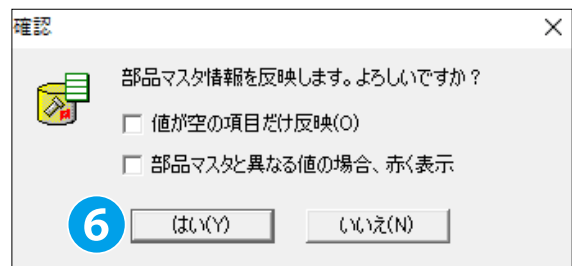 確認
部品マスタ情報を反映します。よろしいですか？
値が空の項目だけ反映(O)
部品マスタと異なる値の場合、赤く表示
6 はい(Y) いいえ(N)